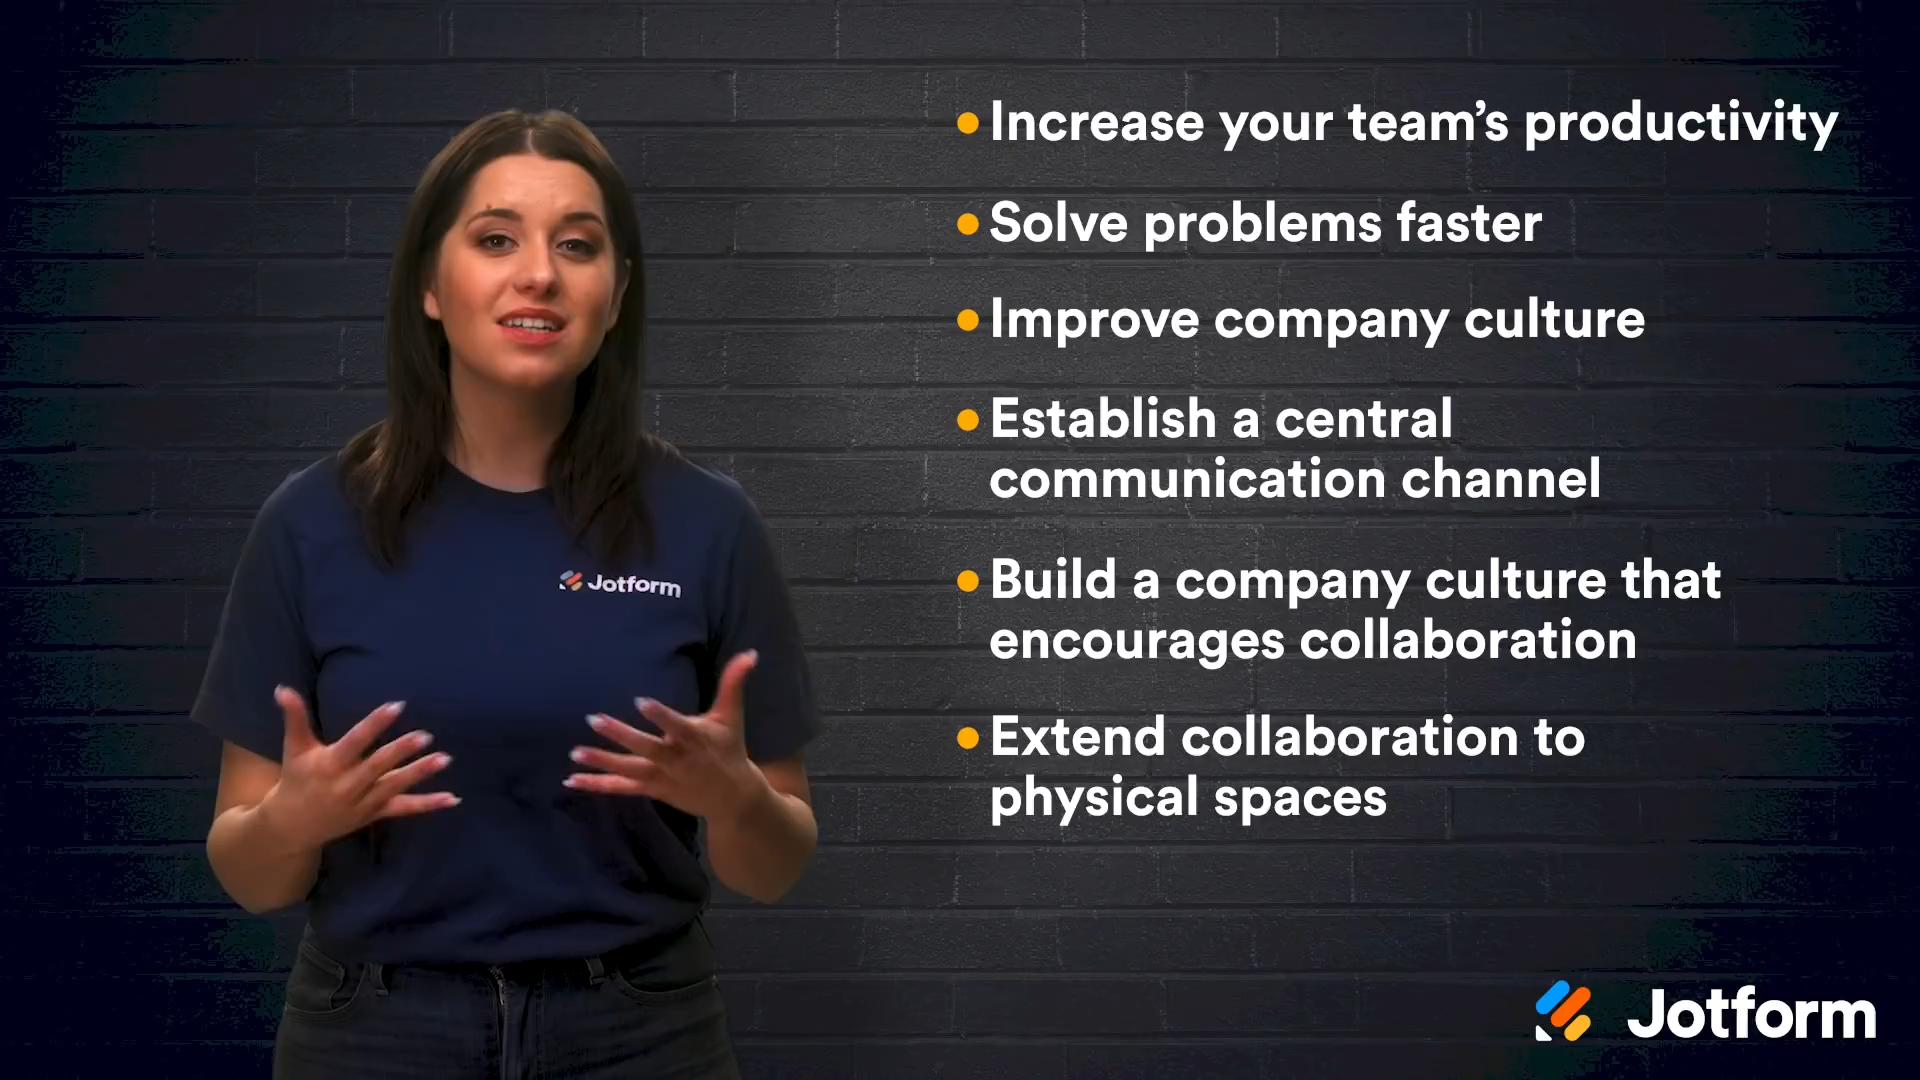 • Increase your team's productivity
• Solve problems faster
• Improve company culture
• Establish a central
communication channel
• Build a company culture that
encourages collaboration
• Extend collaboration to
physical spaces
Jotform
Jotform